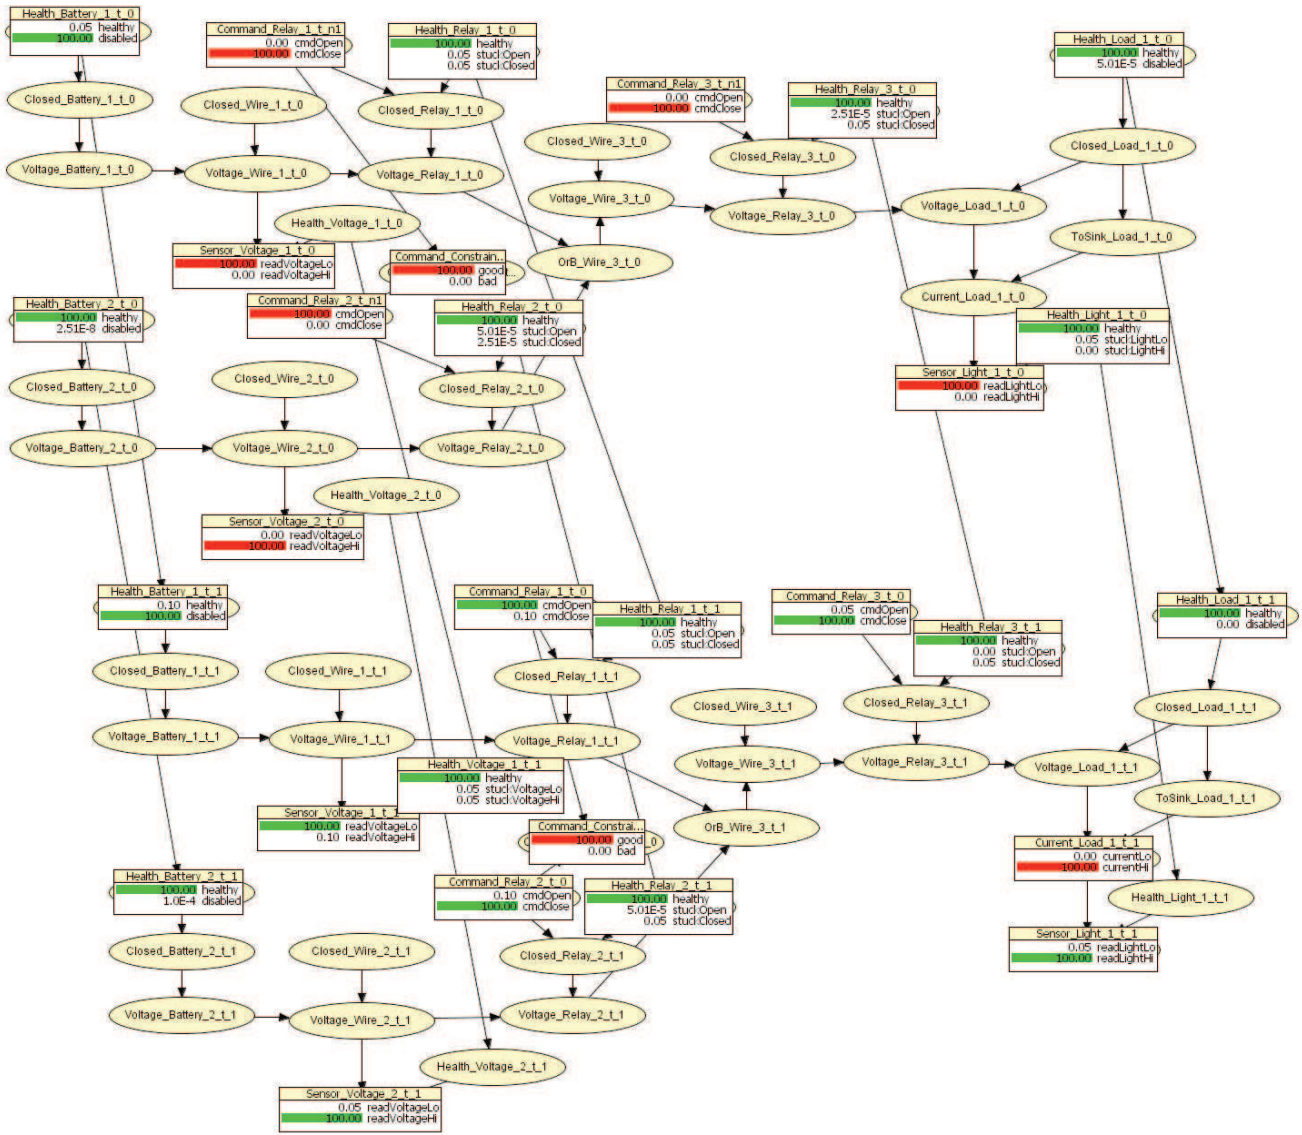 Health_Battery_1_t_0
0.05 healthy
100.00 disabled
Command_Relay_1_t_n1
0.00 cmdOpen
100.00 cmdClose
Health_Relay_1_t_0
100.00 healthy
0.05 stuckOpen
0.05 stuckClosed
Health_Load_1_t_0
100.00 healthy
5.01E-5 disabled
Command_Relay_3_t_n1
0.00 cmdOpen
100.00 cmdClose
Health_Relay_3_t_0
100.00 healthy
2.51E-5 stuckOpen
0.05 stuckClosed
Closed_Battery_1_t_0
Closed_Wire_1_t_0
Closed_Relay_1_t_0
Closed_Wire_3_t_0
Closed_Relay_3_t_0
Closed_Load_1_t_0
Voltage_Battery_1_t_0
Voltage_Wire_1_t_0
Voltage_Relay_1_t_0
Voltage_Wire_3_t_0
Voltage_Relay_3_t_0
Voltage_Load_1_t_0
Health_Voltage_1_t_0
ToSink_Load_1_t_0
Sensor_Voltage_1_t_0
100.00 readVoltageLo
0.00 readVoltageHi
Command_Constrain...
100.00 good
0.00 bad
OrB_Wire_3_t_0
Current_Load_1_t_0
Health_Battery_2_t_0
100.00 healthy
2.51E-8 disabled
Command_Relay_2_t_n1
100.00 cmdOpen
0.00 cmdClose
Health_Relay_2_t_0
100.00 healthy
5.01E-5 stuckOpen
2.51E-5 stuckClosed
Health_Light_1_t_0
100.00 healthy
0.05 stuckLightLo
0.00 stuckLightHi
Sensor_Light_1_t_0
100.00 readLightLo
0.00 readLightHi
Closed_Battery_2_t_0
Closed_Wire_2_t_0
Closed_Relay_2_t_0
Voltage_Battery_2_t_0
Voltage_Wire_2_t_0
Voltage_Relay_2_t_0
Health_Voltage_2_t_0
Sensor_Voltage_2_t_0
0.00 readVoltageLo
100.00 readVoltageHi
Health_Battery_1_t_1
0.10 healthy
100.00 disabled
Command_Relay_1_t_0
100.00 cmdOpen
0.10 cmdClose
Health_Relay_1_t_1
100.00 healthy
0.05 stuckOpen
0.05 stuckClosed
Command_Relay_3_t_0
0.05 cmdOpen
100.00 cmdClose
Health_Relay_3_t_1
100.00 healthy
0.00 stuckOpen
0.05 stuckClosed
Health_Load_1_t_1
100.00 healthy
0.00 disabled
Closed_Battery_1_t_1
Closed_Wire_1_t_1
Closed_Relay_1_t_1
Closed_Wire_3_t_1
Closed_Relay_3_t_1
Closed_Load_1_t_1
Voltage_Battery_1_t_1
Voltage_Wire_1_t_1
Voltage_Relay_1_t_1
Voltage_Wire_3_t_1
Voltage_Relay_3_t_1
Voltage_Load_1_t_1
Health_Voltage_1_t_1
100.00 healthy
0.05 stuckVoltageLo
0.05 stuckVoltageHi
ToSink_Load_1_t_1
Sensor_Voltage_1_t_1
100.00 readVoltageLo
0.10 readVoltageHi
Command_Constrai...
100.00 good
0.00 bad
OrB_Wire_3_t_1
Current_Load_1_t_1
0.00 currentLo
100.00 currentHi
Health_Battery_2_t_1
100.00 healthy
1.0E-4 disabled
Command_Relay_2_t_0
0.10 cmdOpen
100.00 cmdClose
Health_Relay_2_t_1
100.00 healthy
5.01E-5 stuckOpen
0.05 stuckClosed
Health_Light_1_t_1
Sensor_Light_1_t_1
0.05 readLightLo
100.00 readLightHi
Closed_Battery_2_t_1
Closed_Wire_2_t_1
Closed_Relay_2_t_1
Voltage_Battery_2_t_1
Voltage_Wire_2_t_1
Voltage_Relay_2_t_1
Health_Voltage_2_t_1
Sensor_Voltage_2_t_1
0.05 readVoltageLo
100.00 readVoltageHi